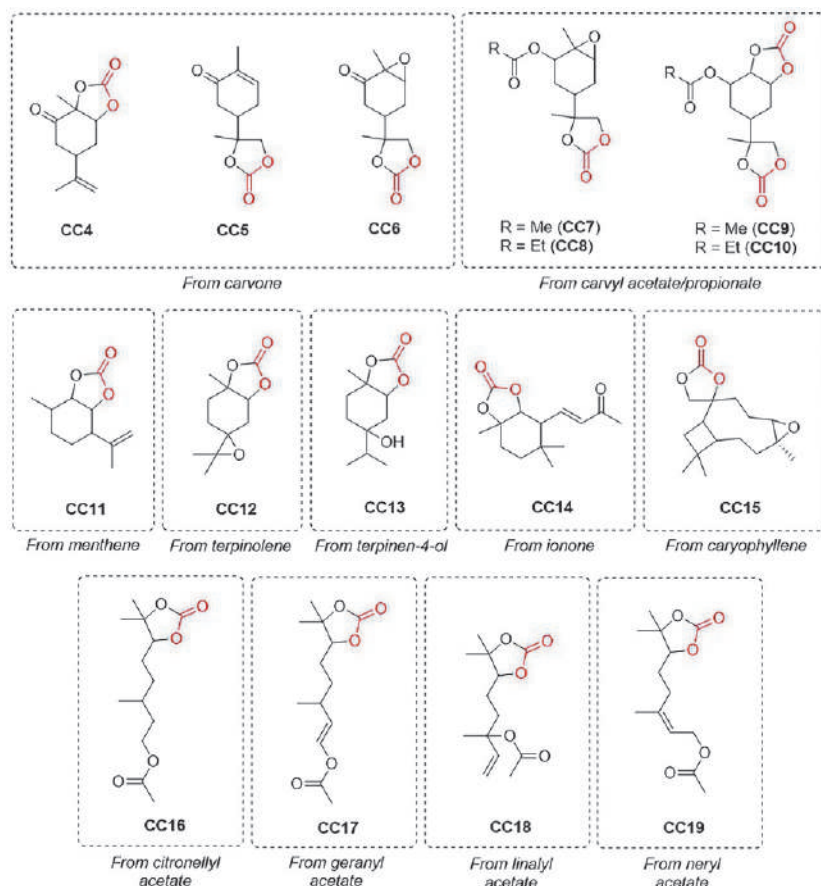 CC4
CC5
CC6
R = Me (CC7)
R = Et (CC8)
R = Me (CC9)
R = Et (CC10)
From carvone
From carvyl acetate/propionate
CC11
CC12
CC13
CC14
CC15
From menthene
From terpinolene
From terpinen-4-ol
From ionone
From caryophyllene
CC16
CC17
CC18
CC19
From citronellyl
acetate
From geranyl
acetate
From linalyl
acetate
From neryl
acetate